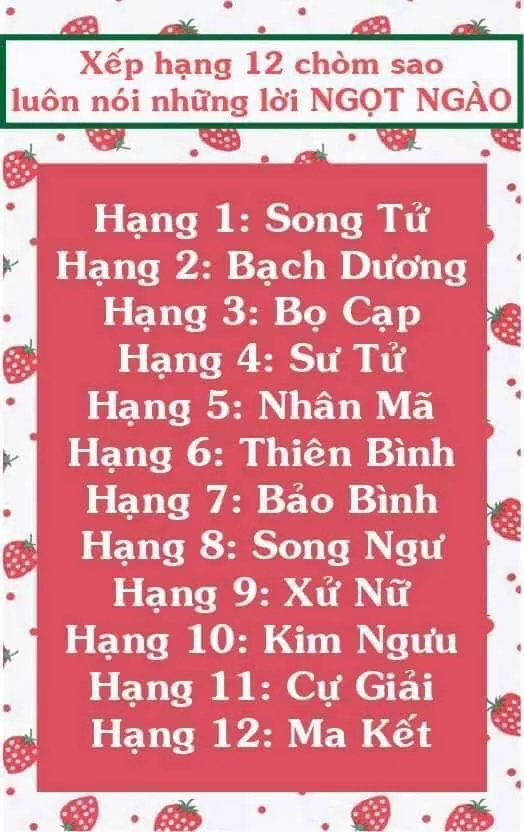 Xếp hạng 12 chòm sao
luôn nói những lời NGỌT NGÀO
Hạng 1: Song Tử
Hạng 2: Bạch Dương
Hạng 3: Bọ Cạp
Hạng 4: Sư Tử
Hạng 5: Nhân Mã
Hạng 6: Thiên Bình
Hạng 7: Bảo Bình
Hạng 8: Song Ngư
Hạng 9: Xử Nữ
Hạng 10: Kim Ngưu
Hạng 11: Cự Giải
Hạng 12: Ma Kết